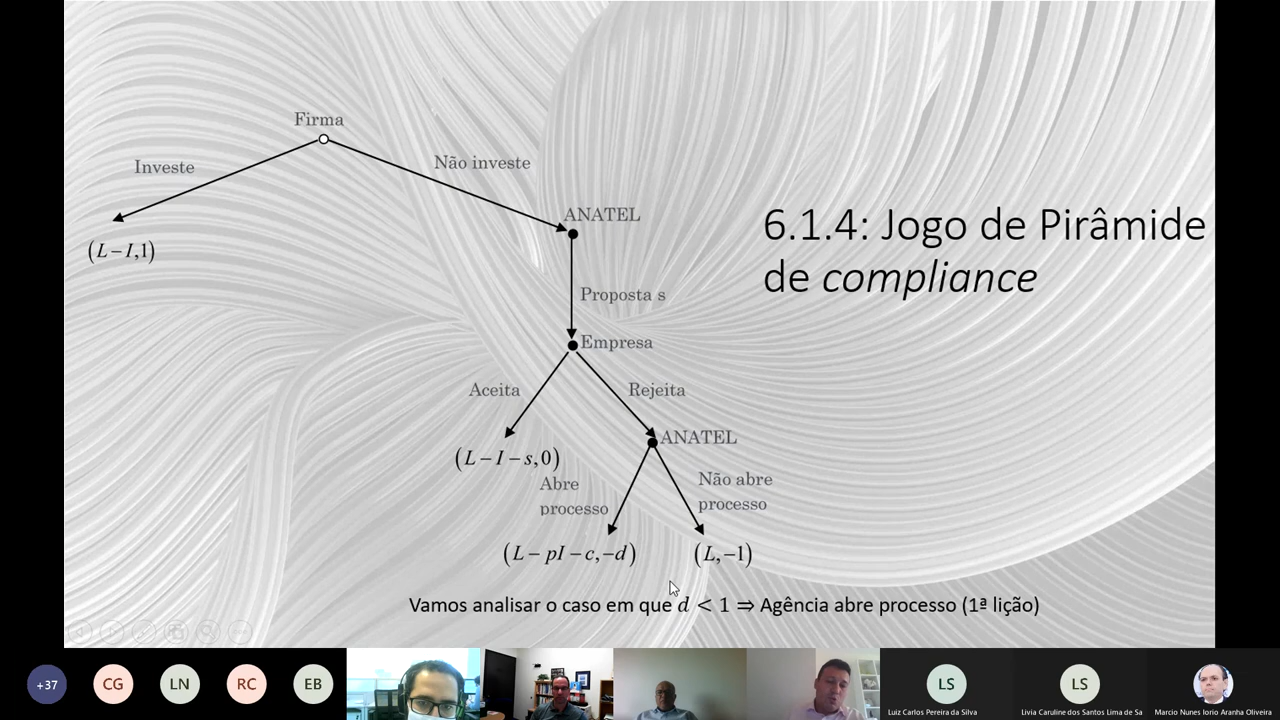 Firma
Investe
Não investe
(L – I,1)
ANATEL
6.1.4: Jogo de Pirâmide
de compliance
Proposta s
Empresa
Aceita
Rejeita
(L – I – s,0)
ANATEL
Abre
processo
Não abre
processo
(L – pI – c,–d)
(L,–1)
Vamos analisar o caso em que d < 1 ⇒ Agência abre processo (1ª lição)
+37
CG
LN
RC
EB
LS
LS
Luiz Carlos Pereira da Silva
Livia Caruline dos Santos Lima de Sa
Marcio Nunes Iorio Aranha Oliveira